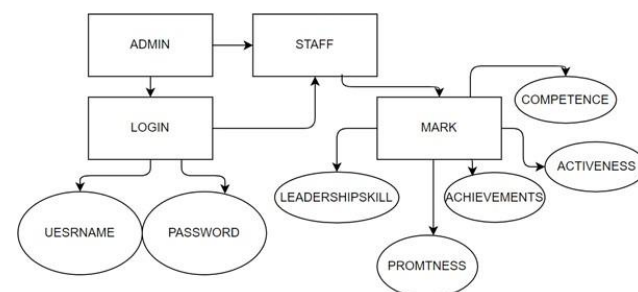 ADMIN
STAFF
COMPETENCE
LOGIN
MARK
ACTIVENESS
LEADERSHIPSKILL
ACHIEVEMENTS
UESRNAME
PASSWORD
PROMTNESS